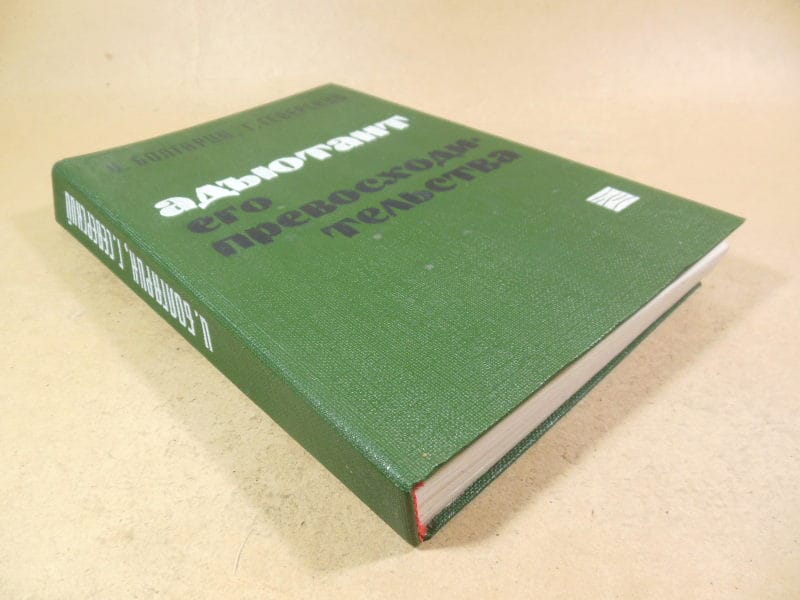 И. БОЛГАРИН, Г. СЕВЕРСКИЙ
адъютант
его
превосходи-
тельства
И. БОЛГАРИН, Г. СЕВЕРСКИЙ